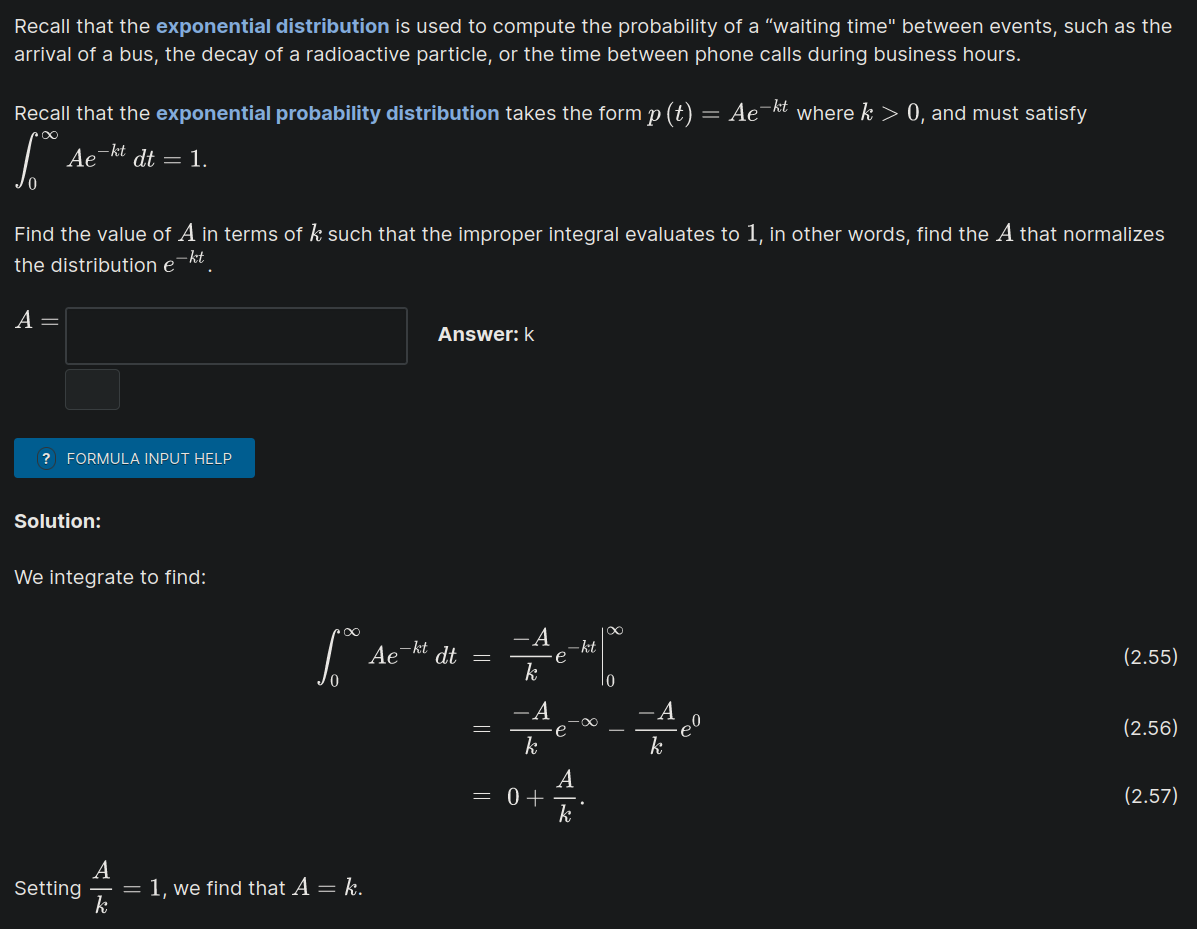 Recall that the exponential distribution is used to compute the probability of a “waiting time" between events, such as the
arrival of a bus, the decay of a radioactive particle, or the time between phone calls during business hours.
Recall that the exponential probability distribution takes the form $p(t) = Ae^{-kt}$ where $k > 0$, and must satisfy
$\int_0^\infty Ae^{-kt}\, dt = 1$.
Find the value of $A$ in terms of $k$ such that the improper integral evaluates to $1$, in other words, find the $A$ that normalizes
the distribution $e^{-kt}$.
$A =$ Answer: k
? FORMULA INPUT HELP
Solution:
We integrate to find:
$\int_0^\infty Ae^{-kt}\, dt = \frac{-A}{k}e^{-kt}\Big|_0^\infty$ (2.55)
$= \frac{-A}{k}e^{-\infty} - \frac{-A}{k}e^0$ (2.56)
$= 0 + \frac{A}{k}.$ (2.57)
Setting $\frac{A}{k} = 1$, we find that $A = k$.